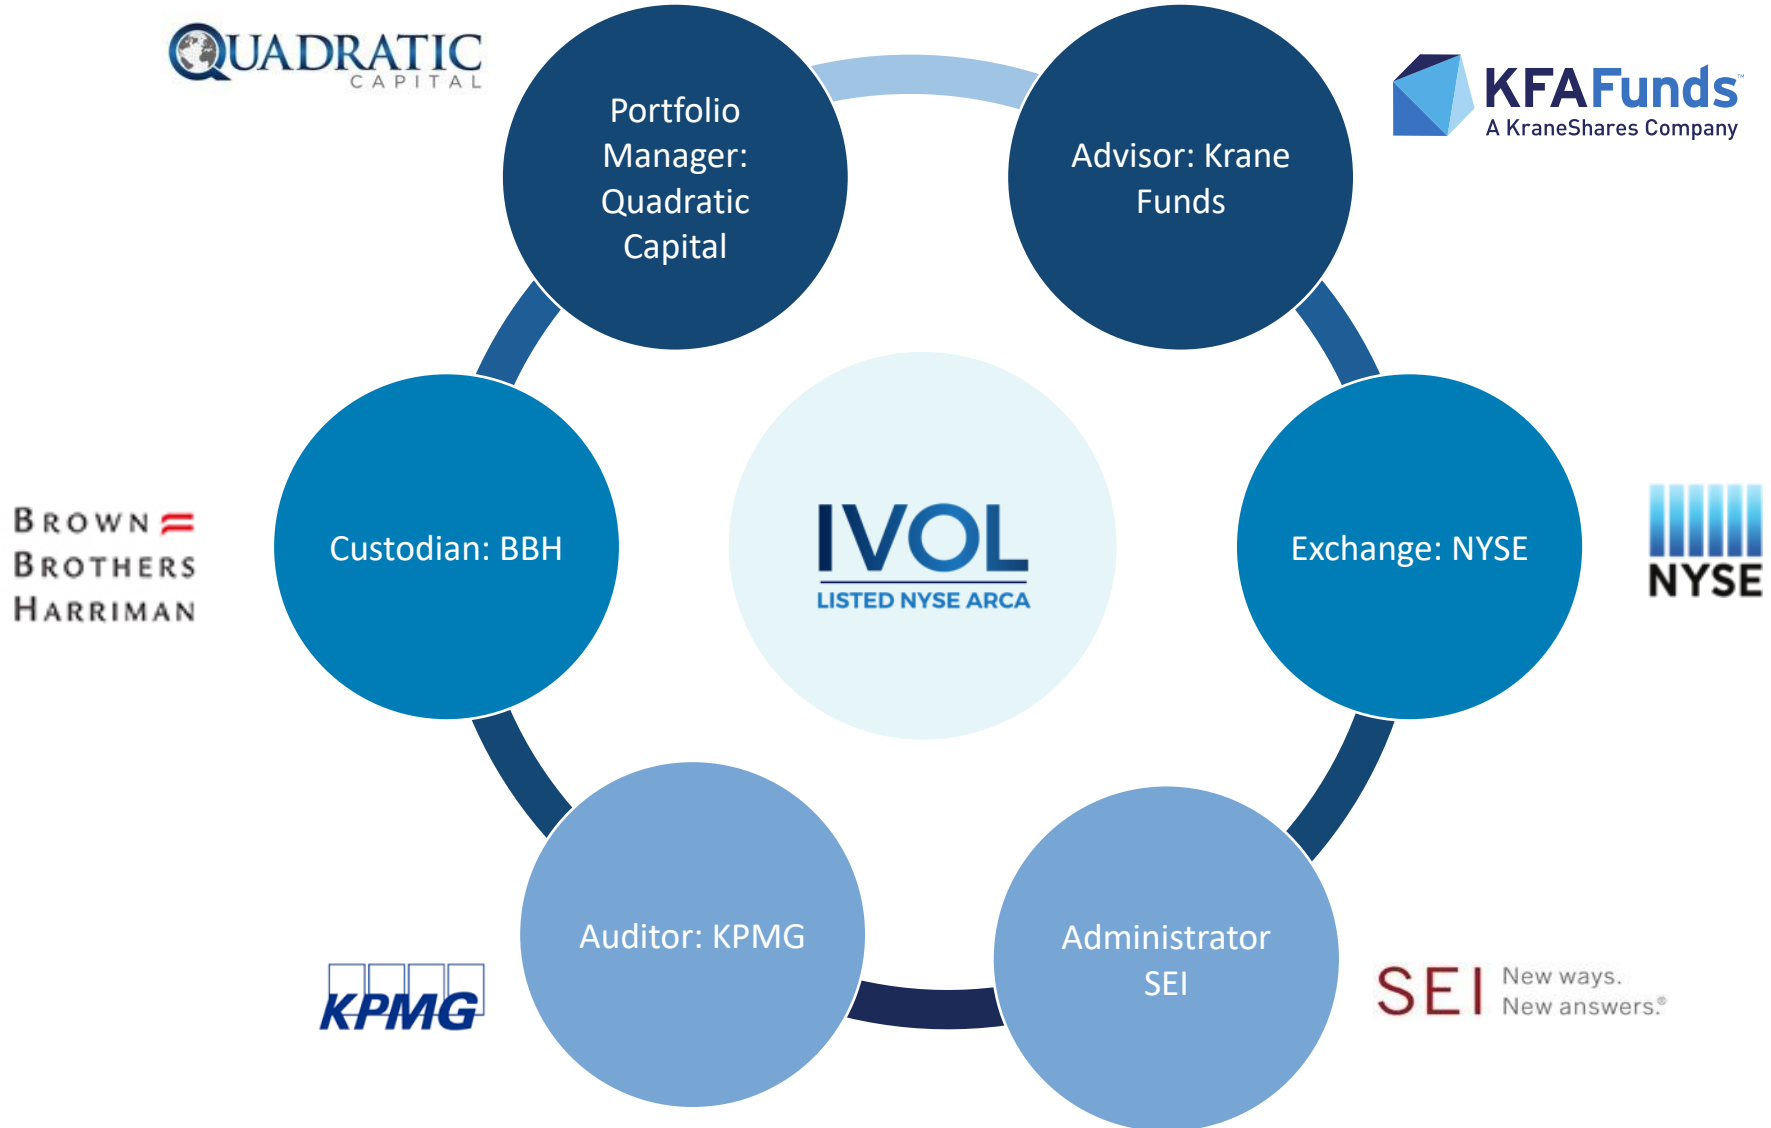 QUADRATIC
CAPITAL
Portfolio
Manager:
Quadratic
Capital
Advisor: Krane
Funds
KFAFunds™
A KraneShares Company
BROWN
BROTHERS
HARRIMAN
Custodian: BBH
IVOL
LISTED NYSE ARCA
Exchange: NYSE
NYSE
KPMG
Auditor: KPMG
Administrator
SEI
SEI
New ways.
New answers.®